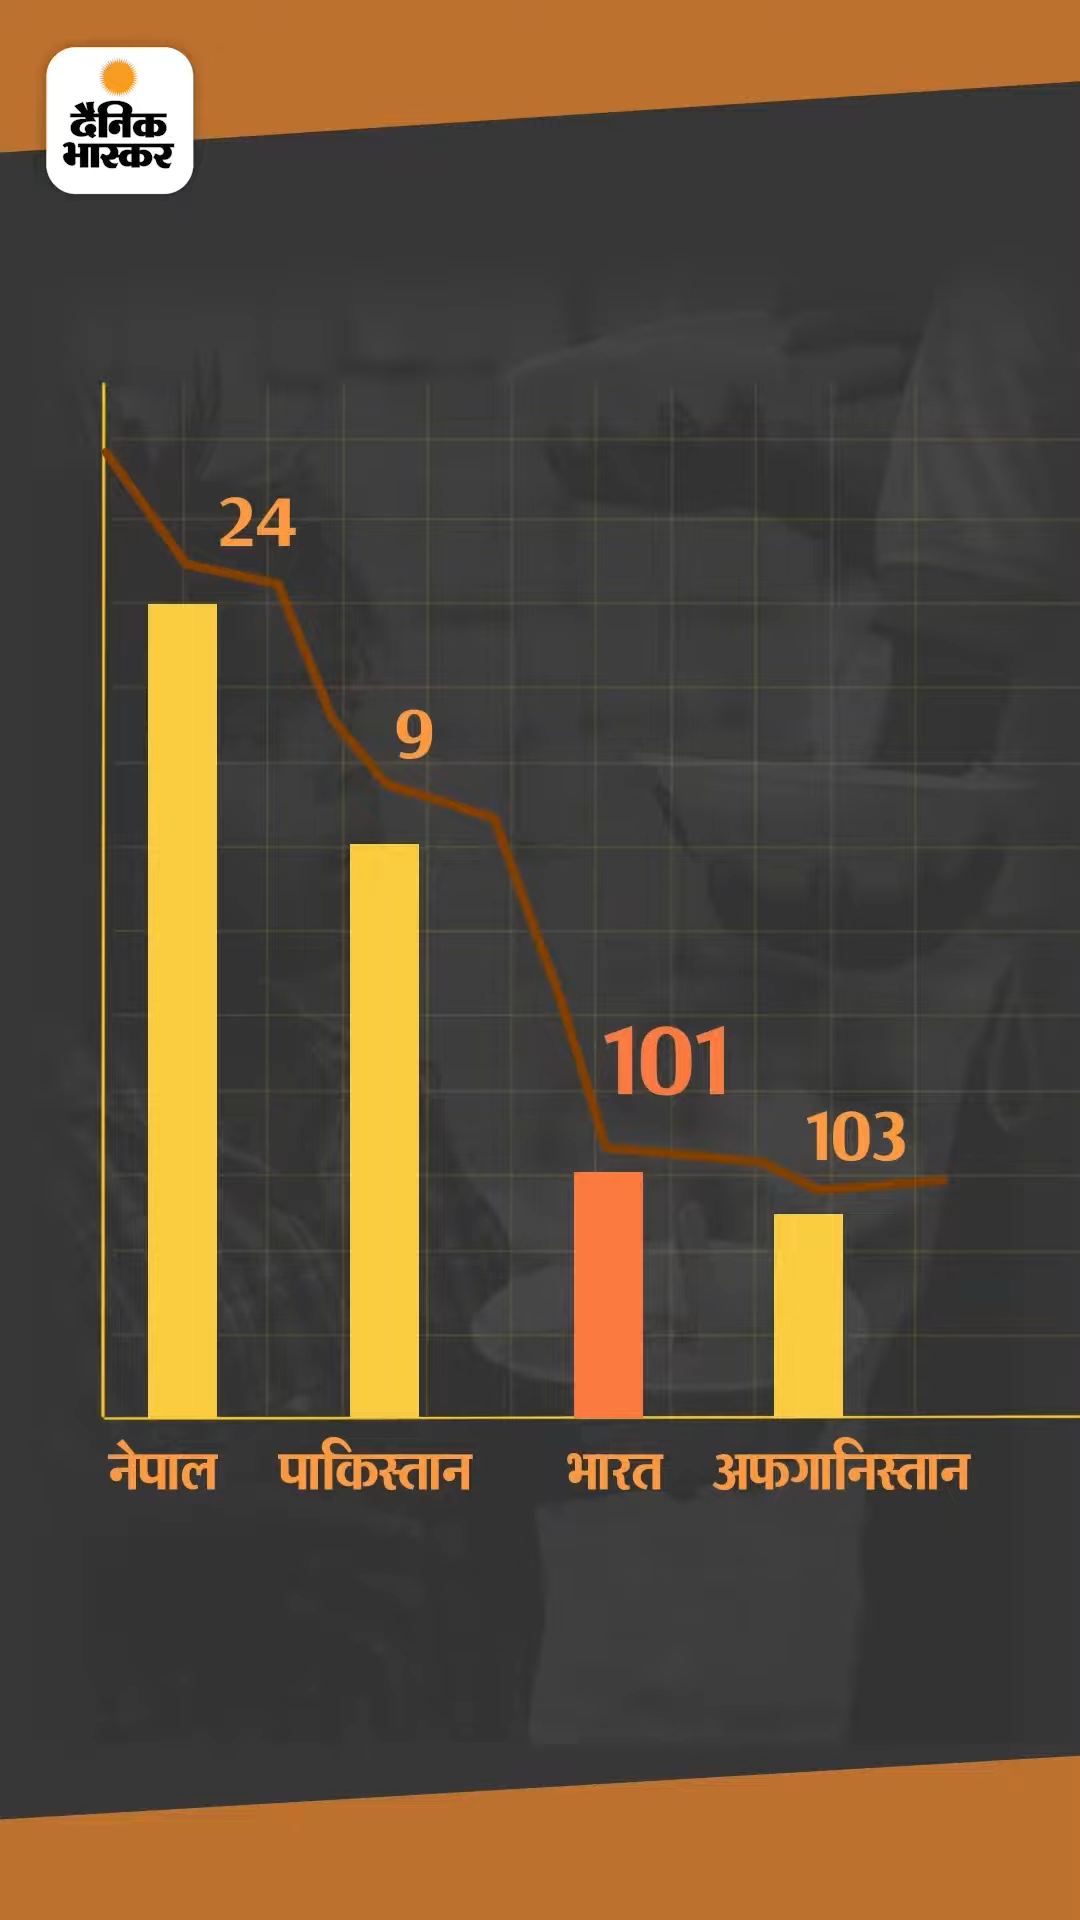 दैनिक
भास्कर
24
9
101
103
नेपाल पाकिस्तान भारत अफगानिस्तान